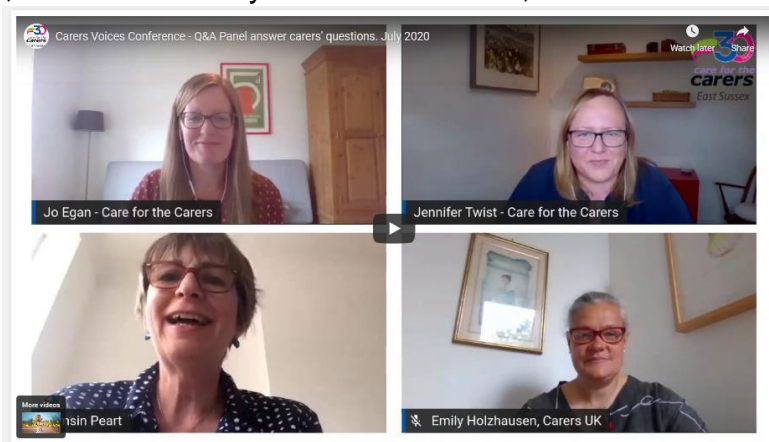 Carers Voices Conference - Q&A Panel answer carers' questions. July 2020
Watch later
Share
30
care for the
carers
East Sussex
Jo Egan - Care for the Carers
Jennifer Twist - Care for the Carers
More videos
Peart
Emily Holzhausen, Carers UK